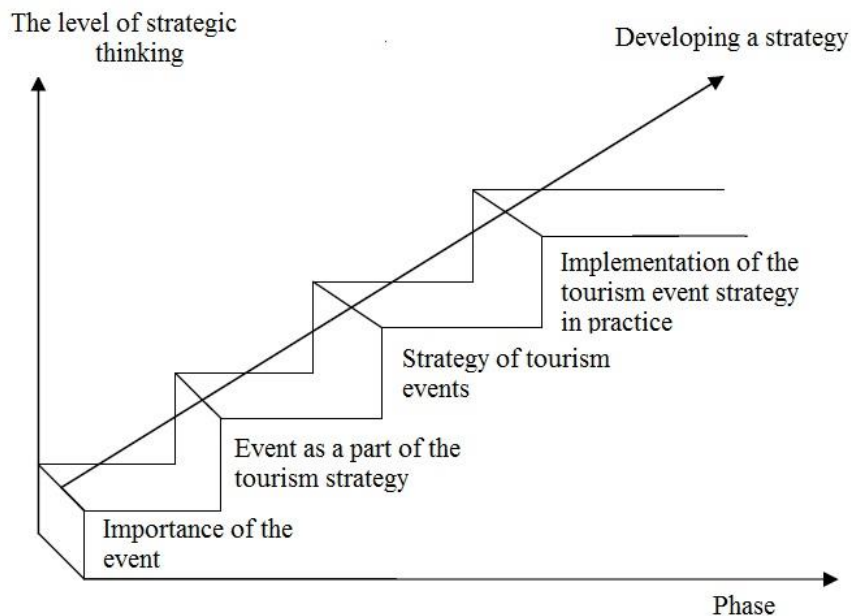 The level of strategic
thinking
Developing a strategy
Implementation of the
tourism event strategy
in practice
Strategy of tourism
events
Event as a part of the
tourism strategy
Importance of the
event
Phase